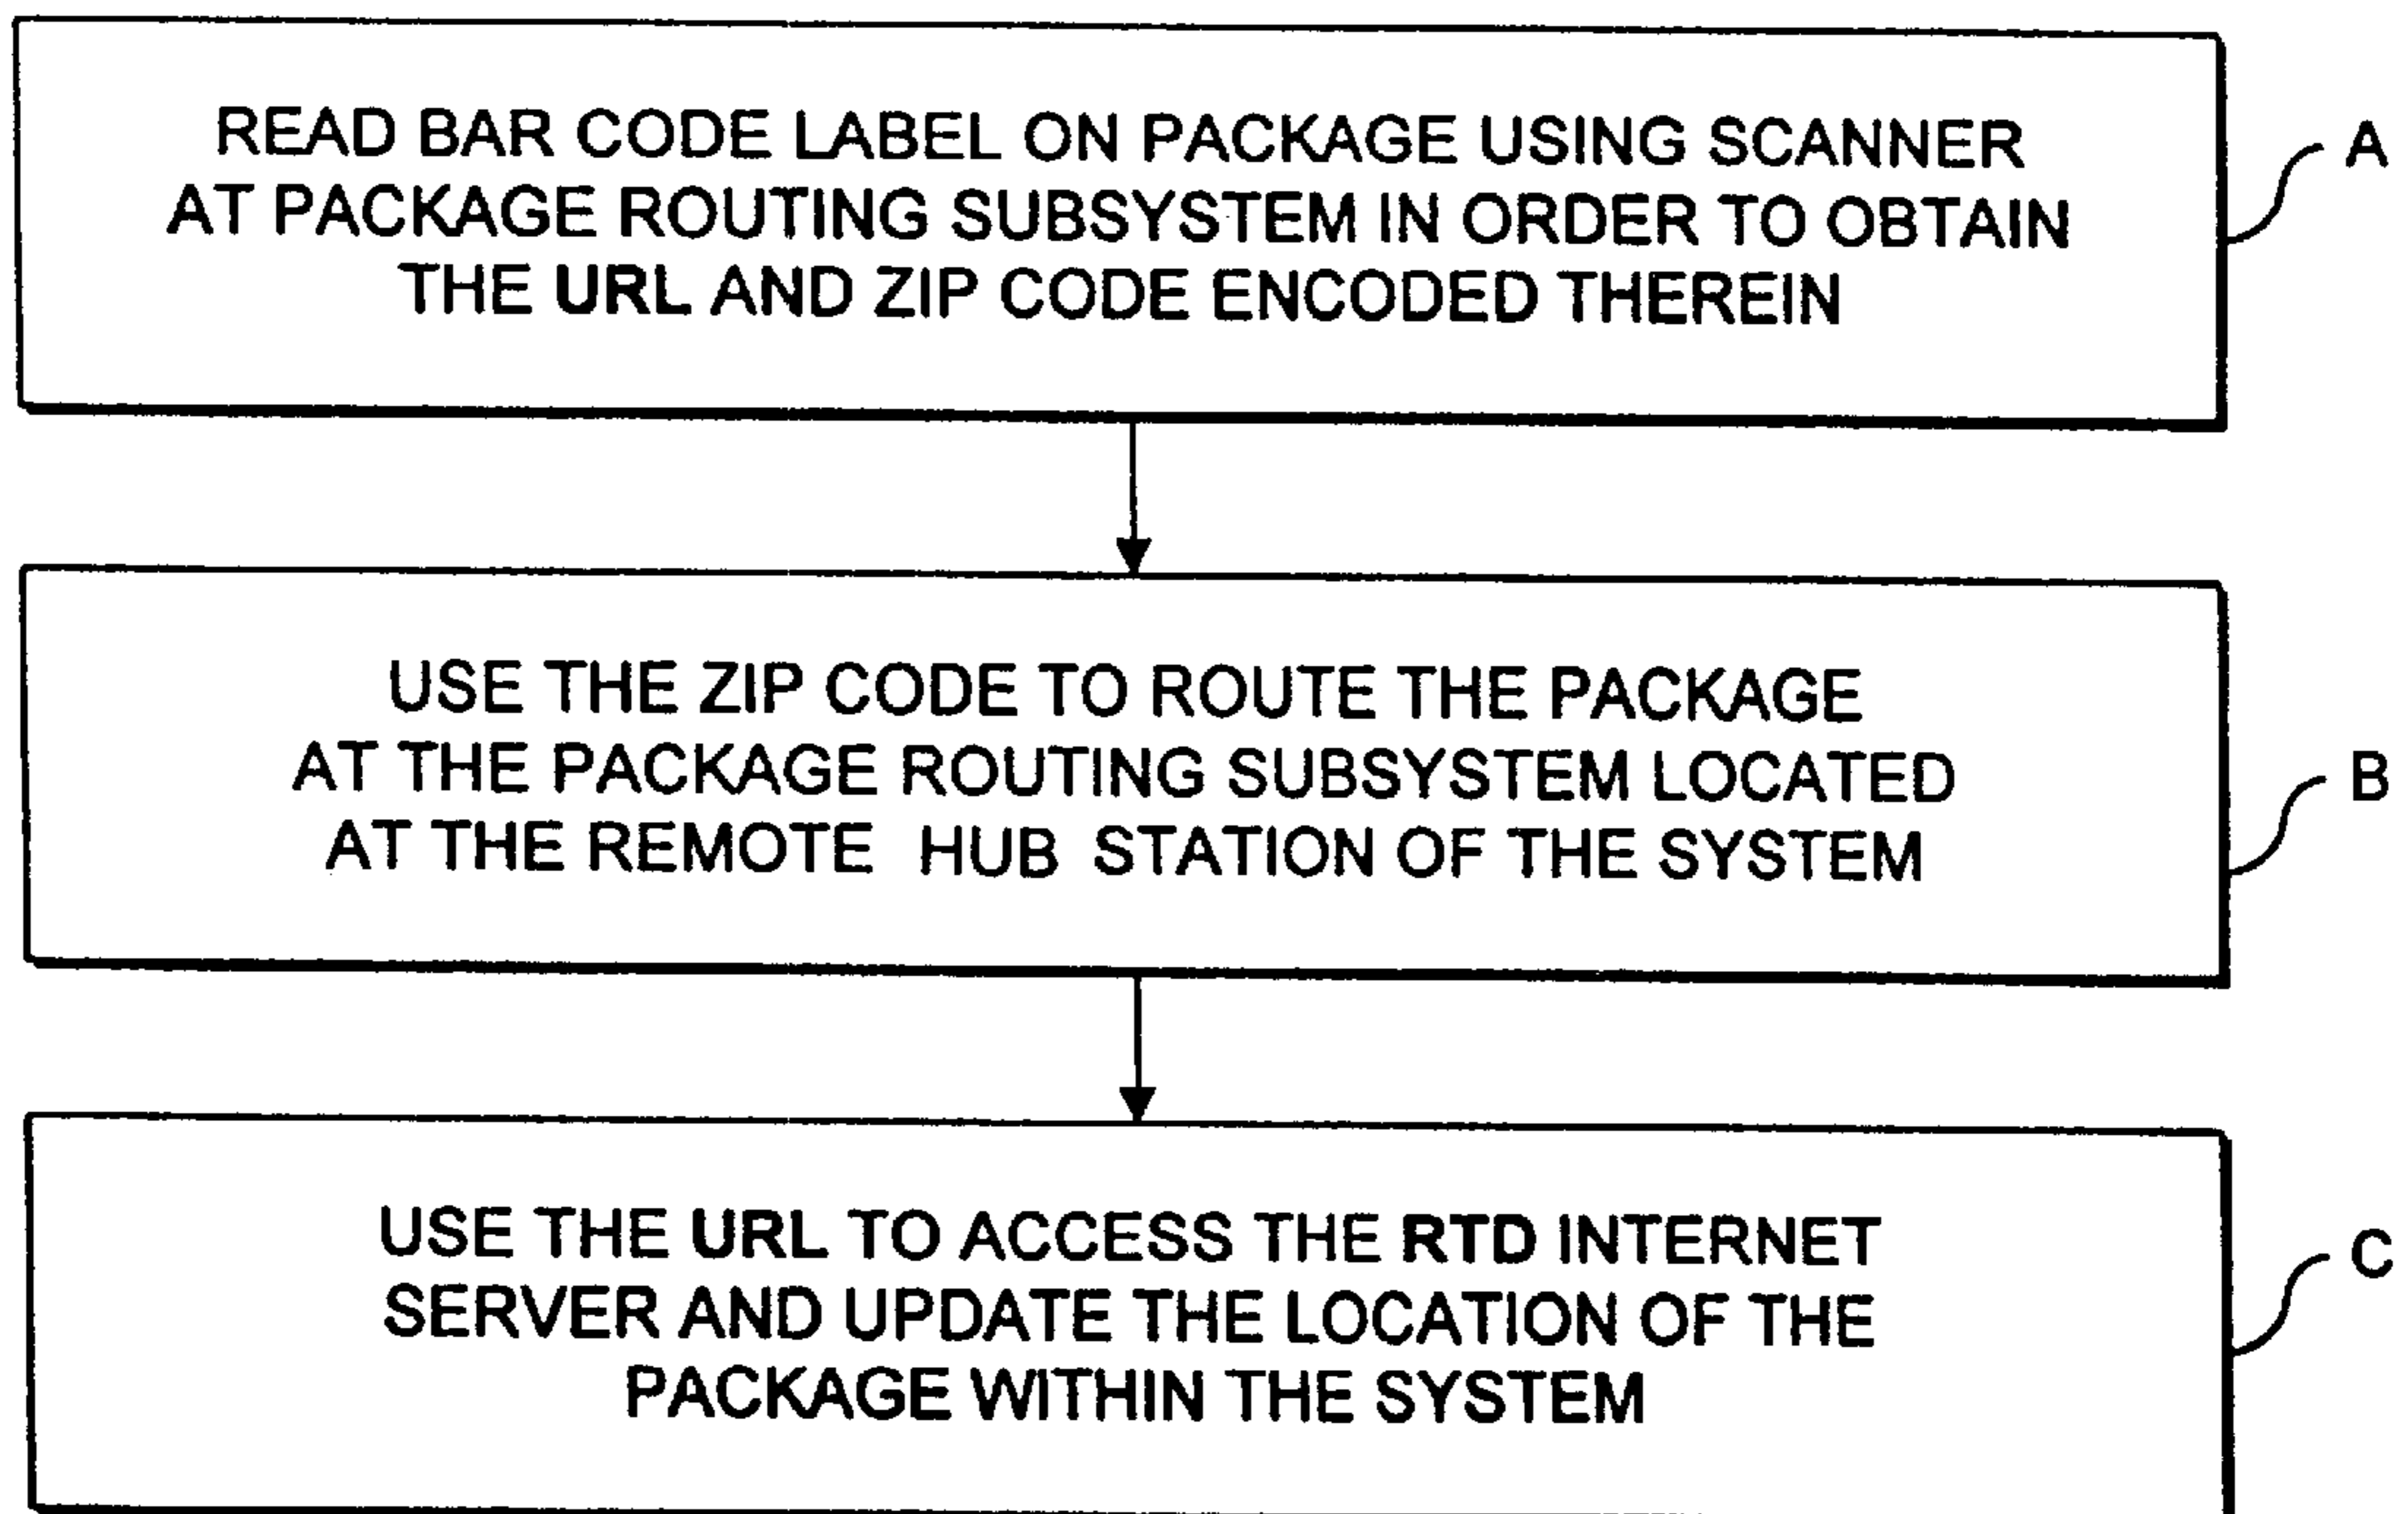 READ BAR CODE LABEL ON PACKAGE USING SCANNER
AT PACKAGE ROUTING SUBSYSTEM IN ORDER TO OBTAIN
THE URL AND ZIP CODE ENCODED THEREIN
A
USE THE ZIP CODE TO ROUTE THE PACKAGE
AT THE PACKAGE ROUTING SUBSYSTEM LOCATED
AT THE REMOTE HUB STATION OF THE SYSTEM
B
USE THE URL TO ACCESS THE RTD INTERNET
SERVER AND UPDATE THE LOCATION OF THE
PACKAGE WITHIN THE SYSTEM
C